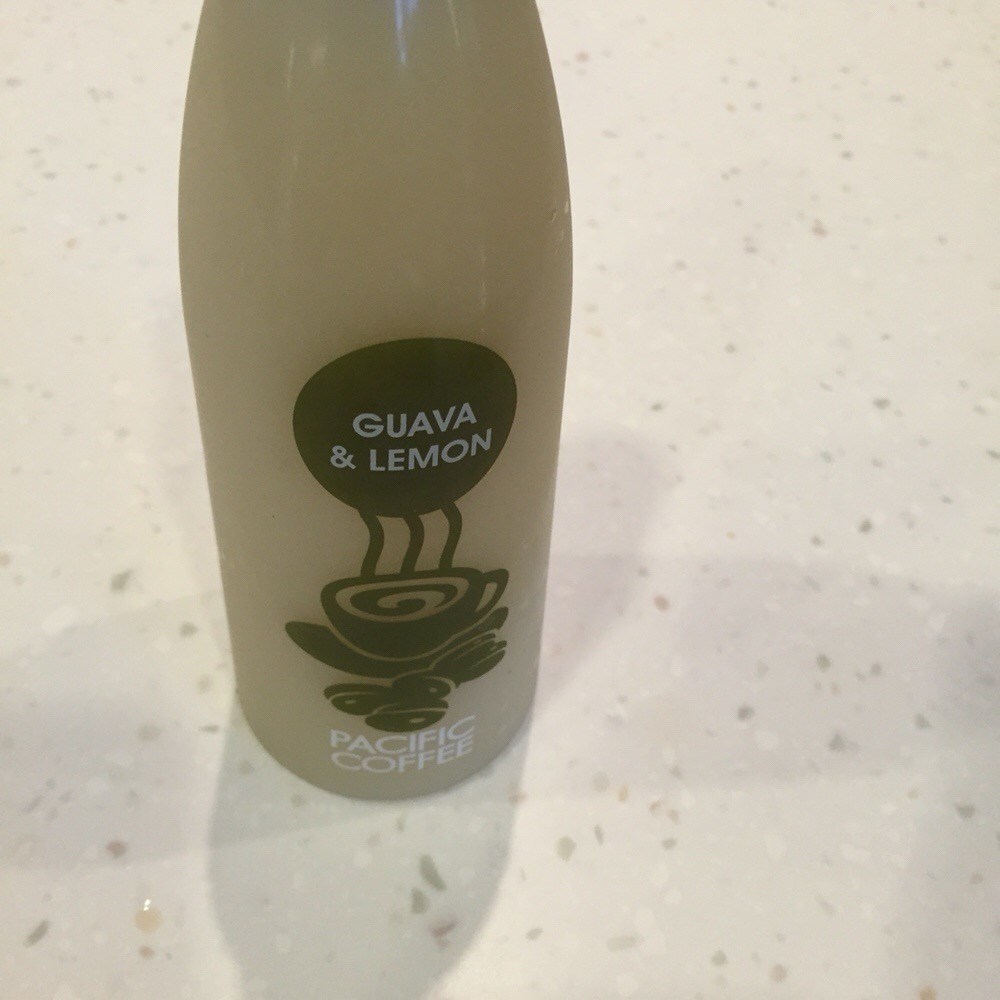 GUAVA
& LEMON
PACIFIC
COFFEE